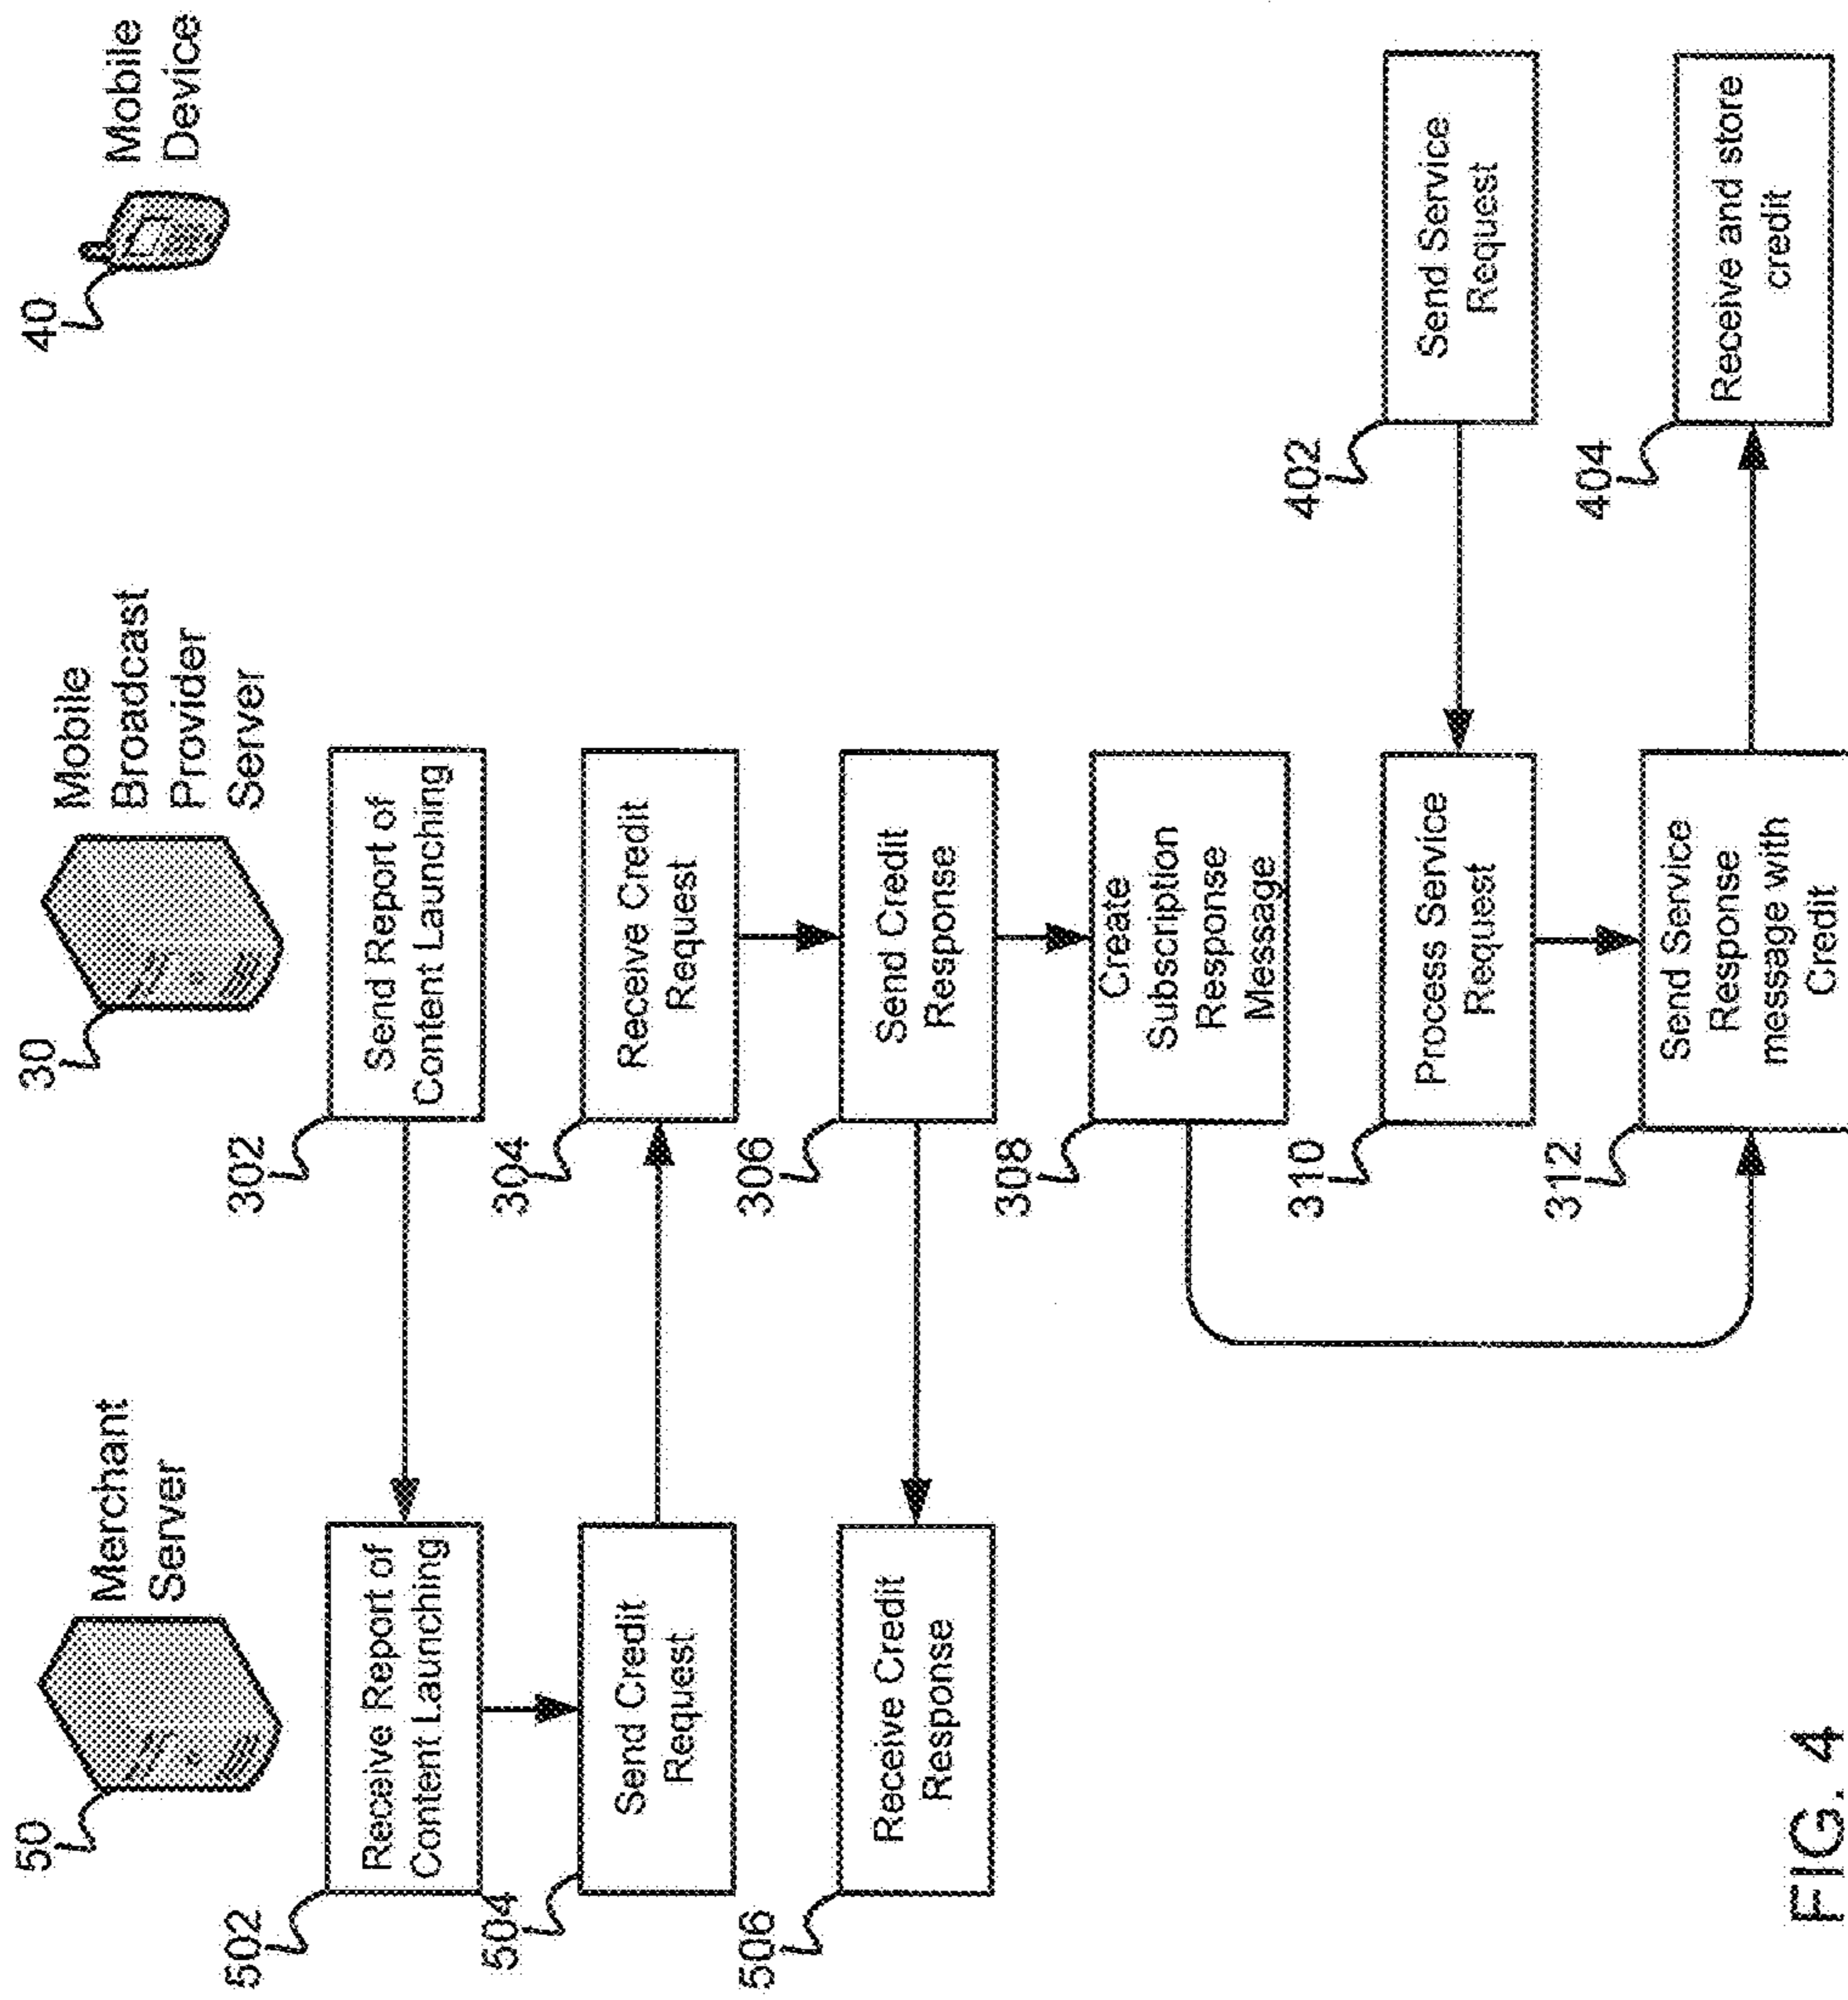 50
Merchant
Server
30
Mobile
Broadcast
Provider
Server
40
Mobile
Device
502
Receive Report of
Content Launching
302
Send Report of
Content Launching
504
Send Credit
Request
304
Receive Credit
Request
506
Receive Credit
Response
306
Send Credit
Response
308
Create
Subscription
Response
Message
310
Process Service
Request
402
Send Service
Request
312
Send Service
Response
message with
Credit
404
Receive and store
credit
FIG. 4